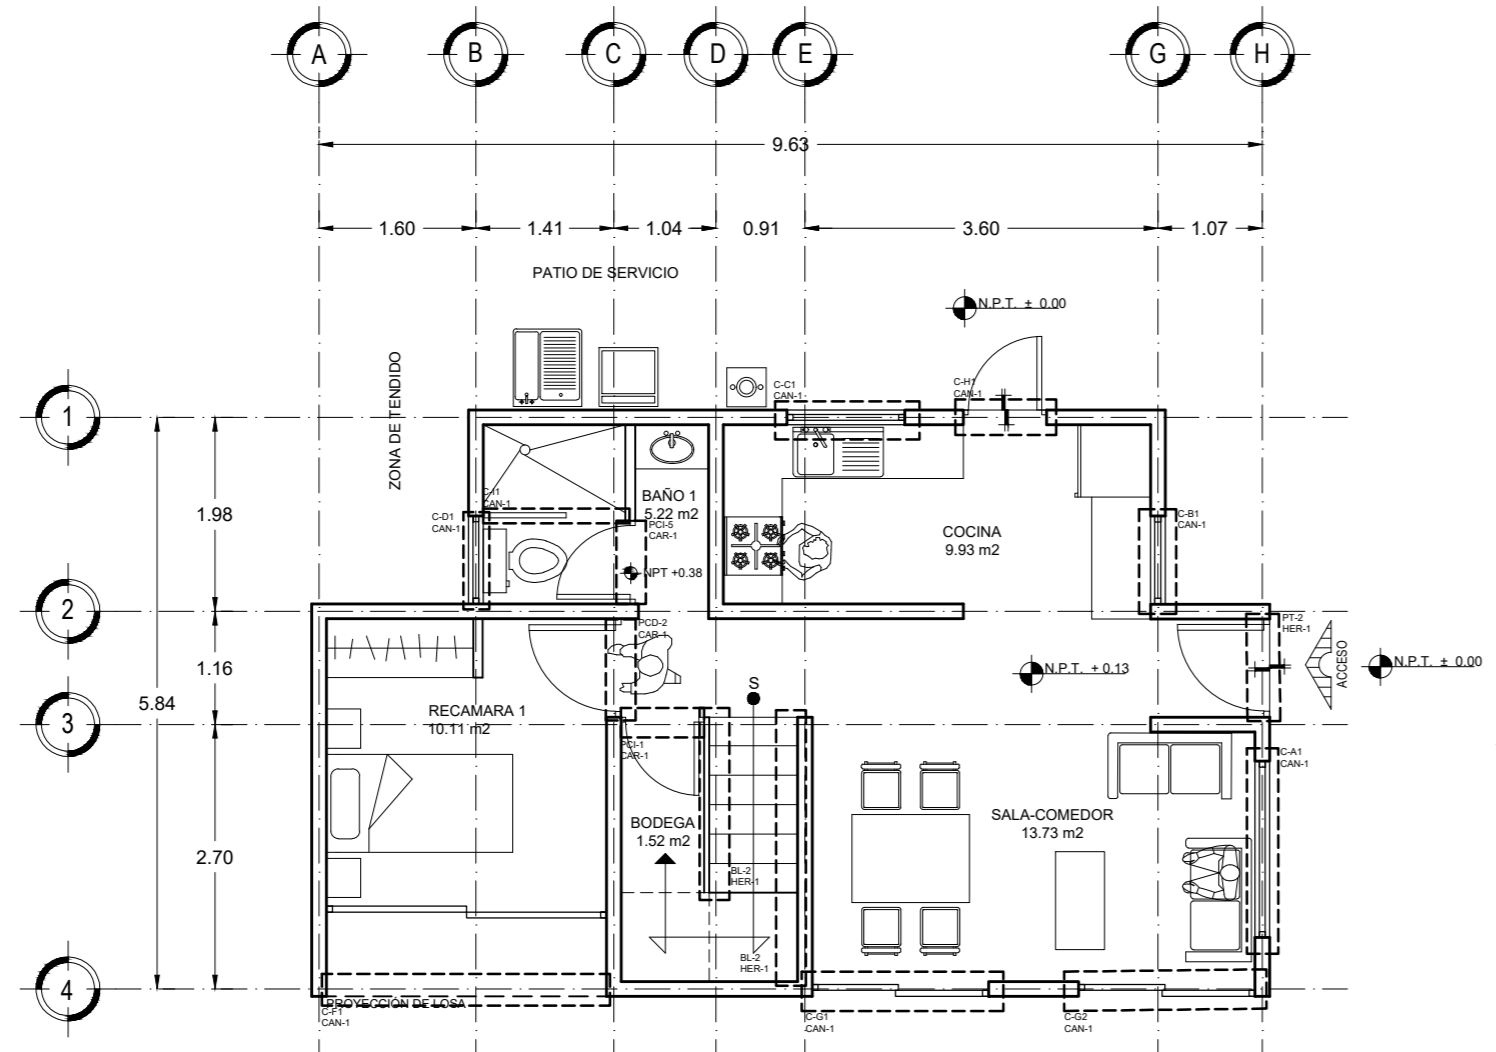 A B C D E G H
9.63
1.60 1.41 1.04 0.91 3.60 1.07
PATIO DE SERVICIO
N.P.T. ± 0.00
ZONA DE TENDIDO
C-C1
CAN-1
C-H1
CAN-1
1
C-I1
CAN-1
BAÑO 1
5.22 m2
C-D1
CAN-1
PCI-5
CAR-1
NPT +0.38
COCINA
9.93 m2
C-B1
CAN-1
1.98
2
PCD-2
CAR-1
PT-2
HER-1
ACCESO
N.P.T. ± 0.00
N.P.T. + 0.13
1.16
5.84
S
3
RECAMARA 1
10.11 m2
PCI-1
CAR-1
C-A1
CAN-1
BODEGA
1.52 m2
SALA-COMEDOR
13.73 m2
2.70
BL-2
HER-1
BL-2
HER-1
4
PROYECCIÓN DE LOSA
C-F1
CAN-1
C-G1
CAN-1
C-G2
CAN-1